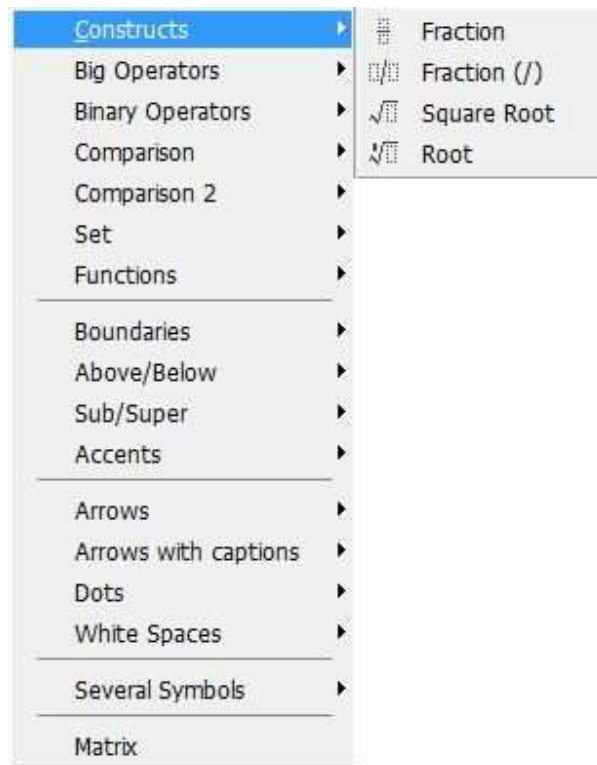 Constructs
Big Operators
Binary Operators
Comparison
Comparison 2
Set
Functions
Boundaries
Above/Below
Sub/Super
Accents
Arrows
Arrows with captions
Dots
White Spaces
Several Symbols
Matrix
Fraction
Fraction (/)
Square Root
Root